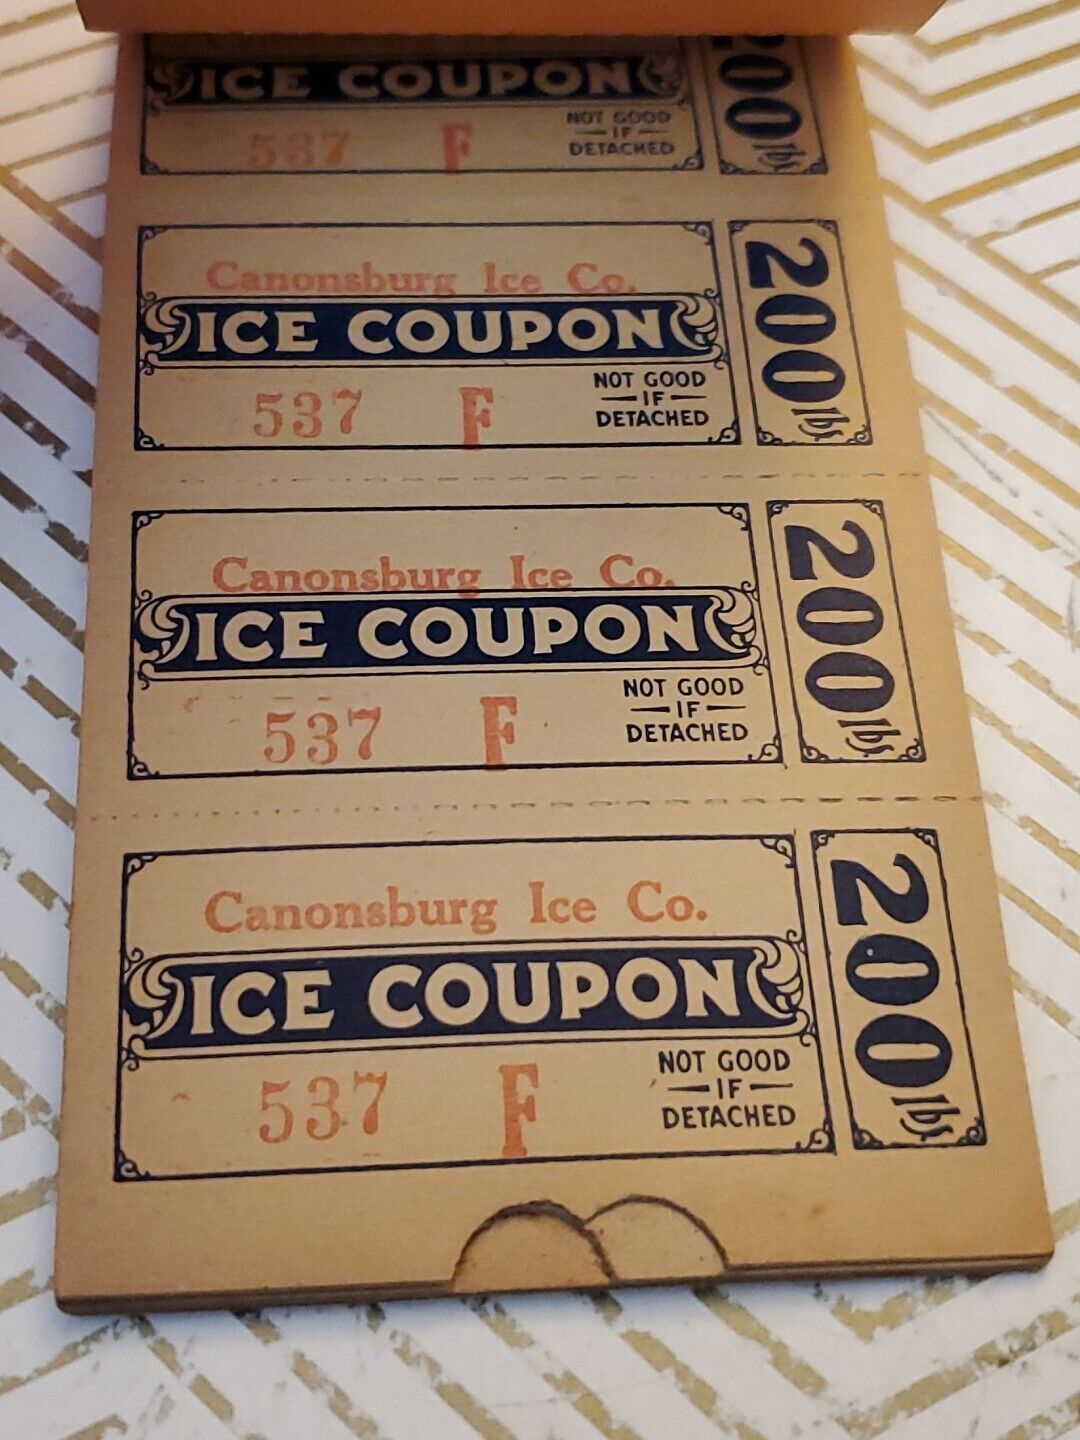 ICE COUPON
537 F
NOT GOOD
IF
DETACHED
200 lbs.
Canonsburg Ice Co.
ICE COUPON
537 F
NOT GOOD
IF
DETACHED
200 lbs.
Canonsburg Ice Co.
ICE COUPON
537 F
NOT GOOD
IF
DETACHED
200 lbs.
Canonsburg Ice Co.
ICE COUPON
537 F
NOT GOOD
IF
DETACHED
200 lbs.